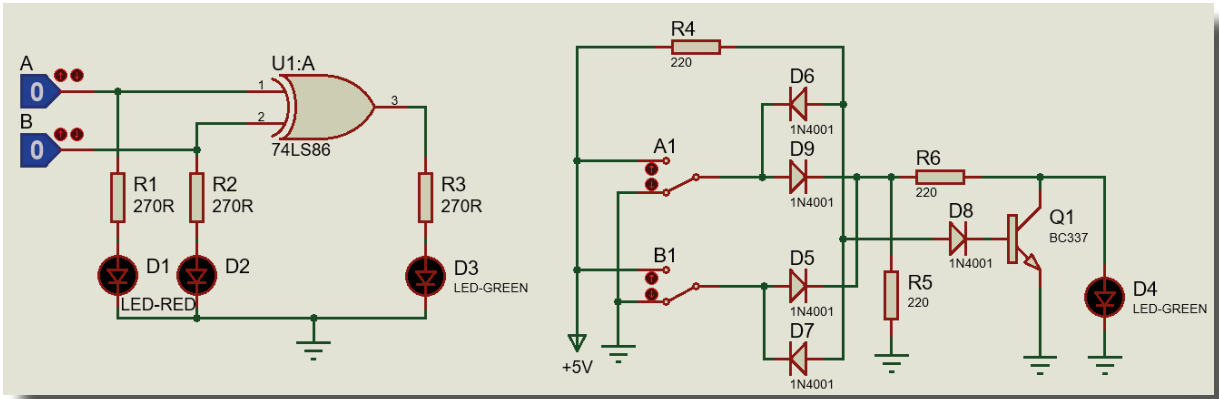 A
0
B
0
U1:A
1
2
3
74LS86
R1
270R
R2
270R
R3
270R
D1
LED-RED
D2
D3
LED-GREEN
R4
220
D6
1N4001
A1
D9
1N4001
B1
D5
1N4001
D7
1N4001
+5V
R6
220
D8
1N4001
R5
220
Q1
BC337
D4
LED-GREEN